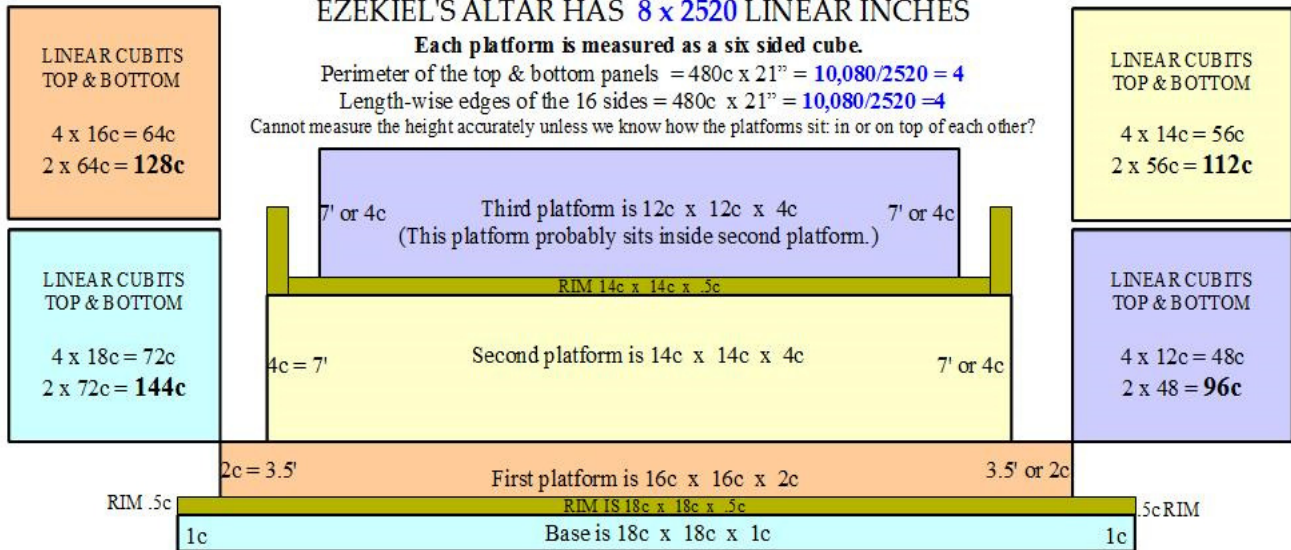 EZEKIEL'S ALTAR HAS 8 x 2520 LINEAR INCHES
Each platform is measured as a six sided cube.
Perimeter of the top & bottom panels = 480c x 21” = 10,080/2520 = 4
Length-wise edges of the 16 sides = 480c x 21” = 10,080/2520 =4
Cannot measure the height accurately unless we know how the platforms sit: in or on top of each other?
LINEAR CUBITS
TOP & BOTTOM
4 x 16c = 64c
2 x 64c = 128c
LINEAR CUBITS
TOP & BOTTOM
4 x 14c = 56c
2 x 56c = 112c
7' or 4c
Third platform is 12c x 12c x 4c
7' or 4c
(This platform probably sits inside second platform.)
RIM 14c x 14c x .5c
LINEAR CUBITS
TOP & BOTTOM
4 x 18c = 72c
2 x 72c = 144c
4c = 7'
Second platform is 14c x 14c x 4c
7' or 4c
LINEAR CUBITS
TOP & BOTTOM
4 x 12c = 48c
2 x 48 = 96c
2c = 3.5'
First platform is 16c x 16c x 2c
3.5' or 2c
RIM .5c
RIM IS 18c x 18c x .5c
.5c RIM
1c
Base is 18c x 18c x 1c
1c